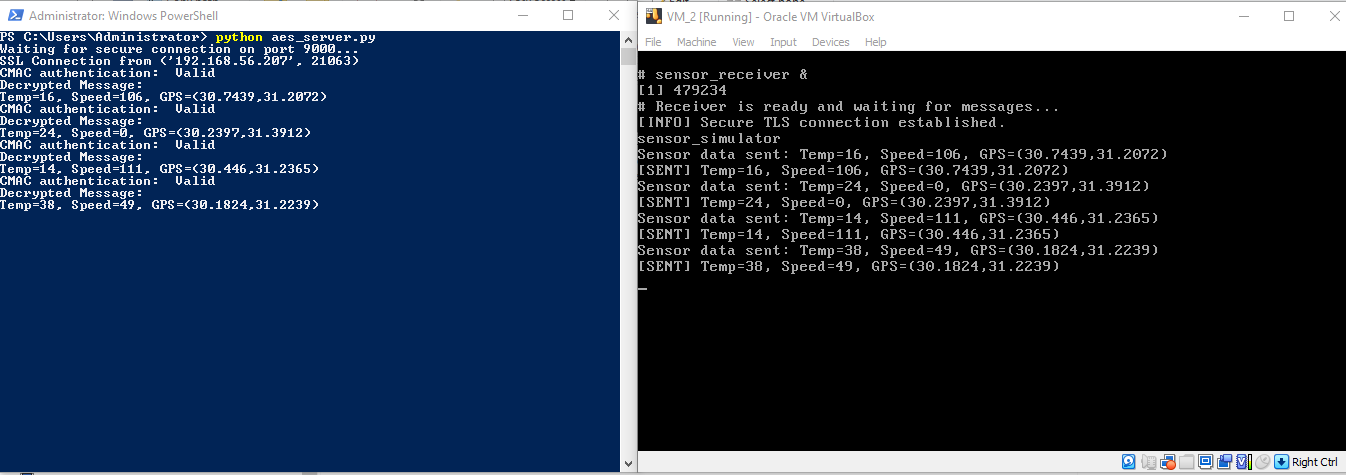 Administrator: Windows PowerShell
PS C:\Users\Administrator> python aes_server.py
Waiting for secure connection on port 9000...
SSL Connection from ('192.168.56.207', 21063)
CMAC authentication:  Valid
Decrypted Message:
Temp=16, Speed=106, GPS=(30.7439,31.2072)
CMAC authentication:  Valid
Decrypted Message:
Temp=24, Speed=0, GPS=(30.2397,31.3912)
CMAC authentication:  Valid
Decrypted Message:
Temp=14, Speed=111, GPS=(30.446,31.2365)
CMAC authentication:  Valid
Decrypted Message:
Temp=38, Speed=49, GPS=(30.1824,31.2239)
VM_2 [Running] - Oracle VM VirtualBox
File Machine View Input Devices Help
# sensor_receiver &
[1] 479234
# Receiver is ready and waiting for messages...
[INFO] Secure TLS connection established.
sensor_simulator
Sensor data sent: Temp=16, Speed=106, GPS=(30.7439,31.2072)
[SENT] Temp=16, Speed=106, GPS=(30.7439,31.2072)
Sensor data sent: Temp=24, Speed=0, GPS=(30.2397,31.3912)
[SENT] Temp=24, Speed=0, GPS=(30.2397,31.3912)
Sensor data sent: Temp=14, Speed=111, GPS=(30.446,31.2365)
[SENT] Temp=14, Speed=111, GPS=(30.446,31.2365)
Sensor data sent: Temp=38, Speed=49, GPS=(30.1824,31.2239)
[SENT] Temp=38, Speed=49, GPS=(30.1824,31.2239)
Right Ctrl